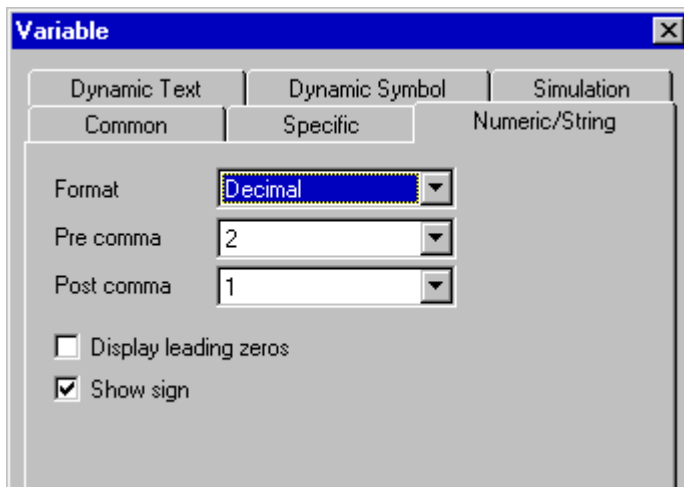 Variable
Dynamic Text Dynamic Symbol Simulation
Common Specific Numeric/String
Format Decimal
Pre comma 2
Post comma 1
Display leading zeros
Show sign